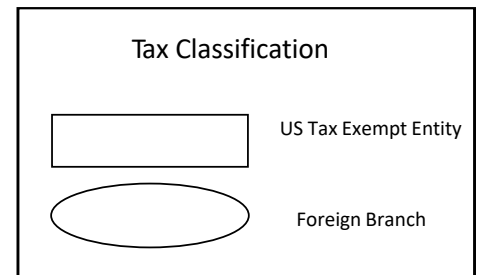 Tax Classification
US Tax Exempt Entity
Foreign Branch